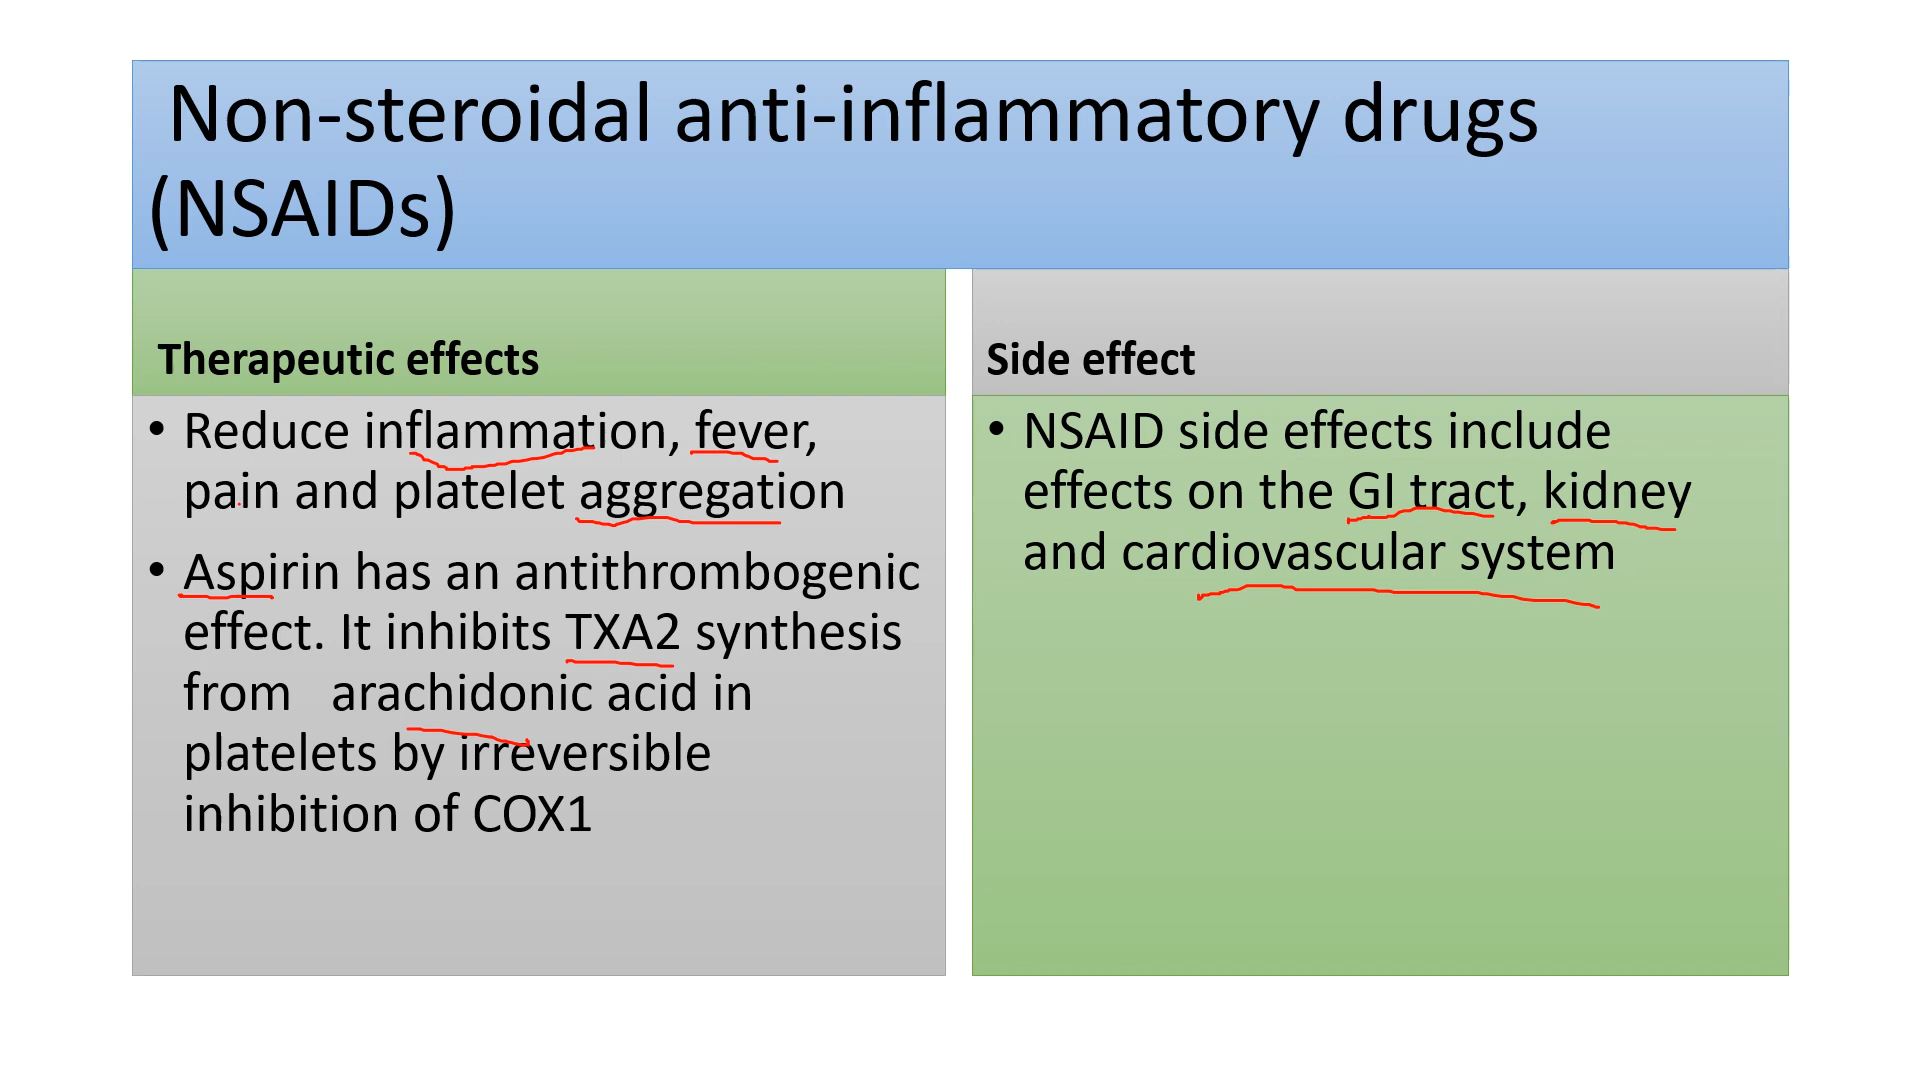 Non-steroidal anti-inflammatory drugs
(NSAIDs)
Therapeutic effects
• Reduce inflammation, fever,
pain and platelet aggregation
• Aspirin has an antithrombogenic
effect. It inhibits TXA2 synthesis
from arachidonic acid in
platelets by irreversible
inhibition of COX1
Side effect
• NSAID side effects include
effects on the GI tract, kidney
and cardiovascular system